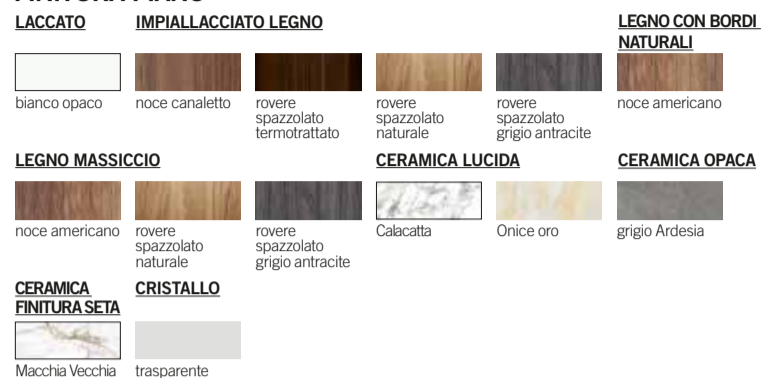 LACCATO
IMPIALLACCIATO LEGNO
LEGNO CON BORDI
NATURALI
bianco opaco
noce canaletto
rovere
spazzolato
termotrattato
rovere
spazzolato
naturale
rovere
spazzolato
grigio antracite
noce americano
LEGNO MASSICCIO
CERAMICA LUCIDA
CERAMICA OPACA
noce americano
rovere
spazzolato
naturale
rovere
spazzolato
grigio antracite
Calacatta
Onice oro
grigio Ardesia
CERAMICA
FINITURA SETA
CRISTALLO
Macchia Vecchia
trasparente